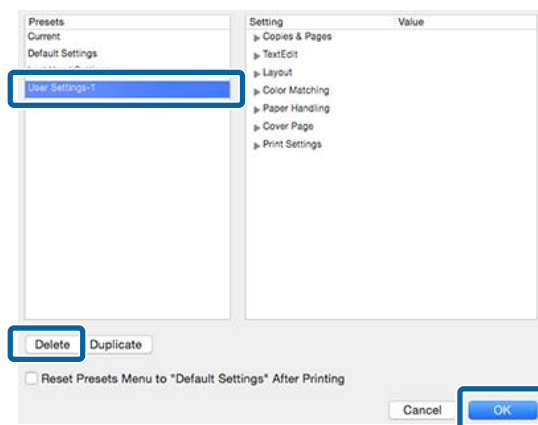 Presets
Current
Default Settings
User Settings-1
Setting Value
Copies & Pages
TextEdit
Layout
Color Matching
Paper Handling
Cover Page
Print Settings
Delete Duplicate
Reset Presets Menu to "Default Settings" After Printing
Cancel OK